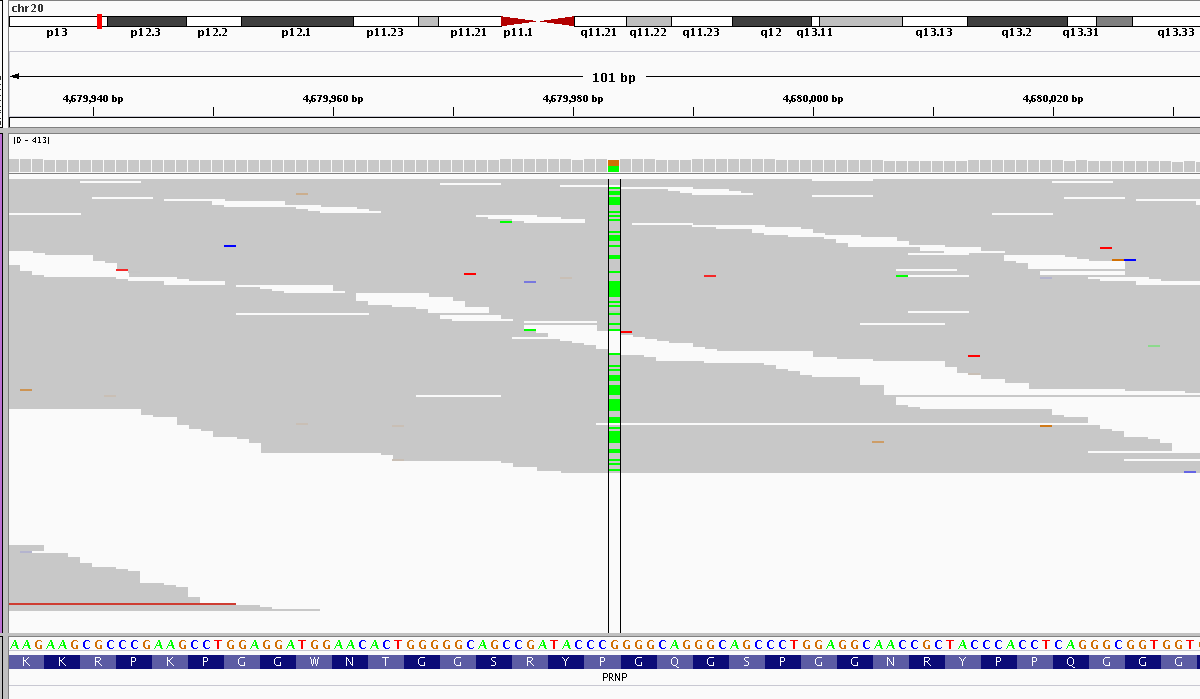 chr20
p13 p12.3 p12.2 p12.1 p11.23 p11.21 p11.1 q11.21 q11.22 q11.23 q12 q13.11 q13.13 q13.2 q13.31 q13.33
101 bp
4,679,940 bp 4,679,960 bp 4,679,980 bp 4,680,000 bp 4,680,020 bp
[0 - 413]
AAGAAGCGCCCGAAGCCTGGAGGATGGAACACTGGGGGCAGCCGATACCCGGGGCAGGGCAGCCCTGGAGGCAACCGCTACCCACCTCAGGGCGGTGGT
K K R P K P G G W N T G G S R Y P G Q G S P G G N R Y P P Q G G G
PRNP